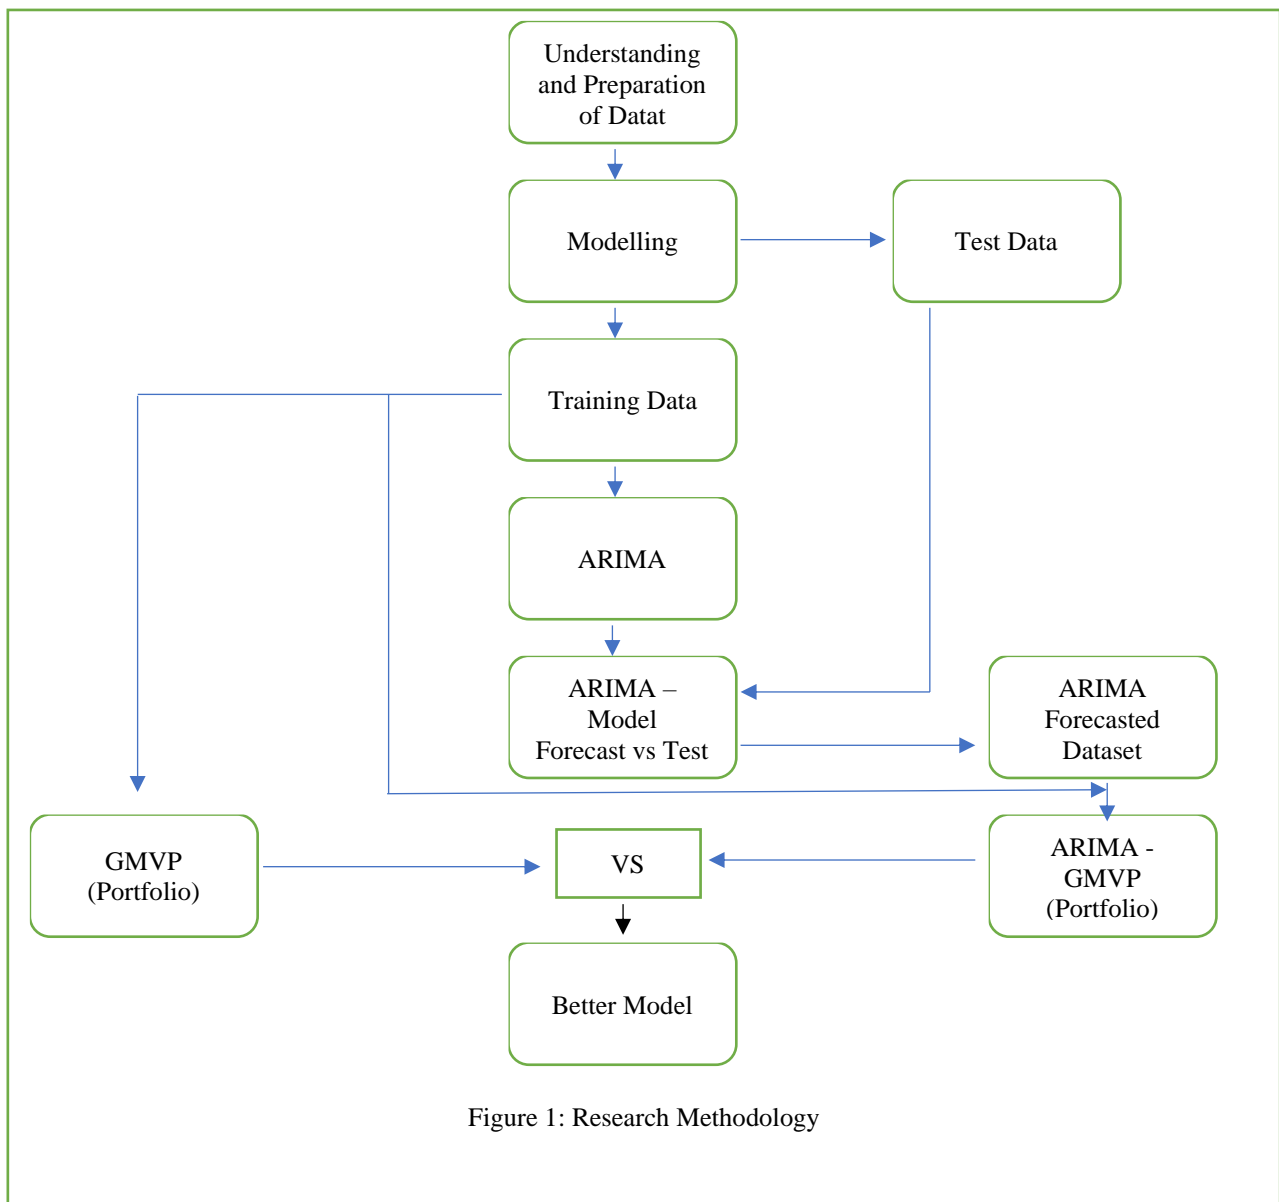 Understanding
and Preparation
of Datat
Modelling
Test Data
Training Data
ARIMA
ARIMA –
Model
Forecast vs Test
ARIMA
Forecasted
Dataset
GMVP
(Portfolio)
VS
ARIMA -
GMVP
(Portfolio)
Better Model
Figure 1: Research Methodology